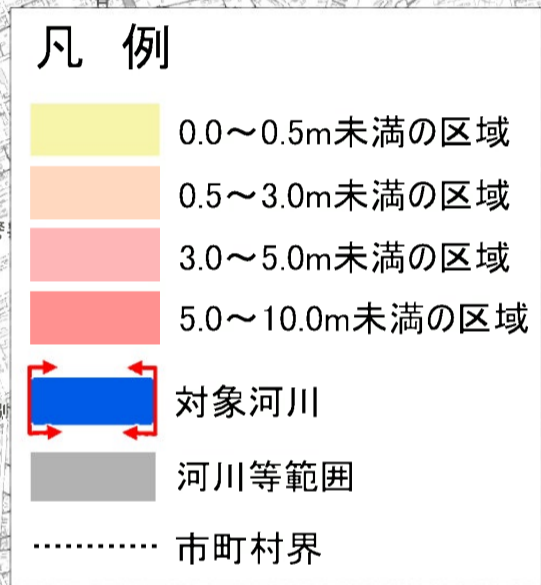 凡 例
0.0～0.5m未満の区域
0.5～3.0m未満の区域
3.0～5.0m未満の区域
5.0～10.0m未満の区域
対象河川
河川等範囲
市町村界